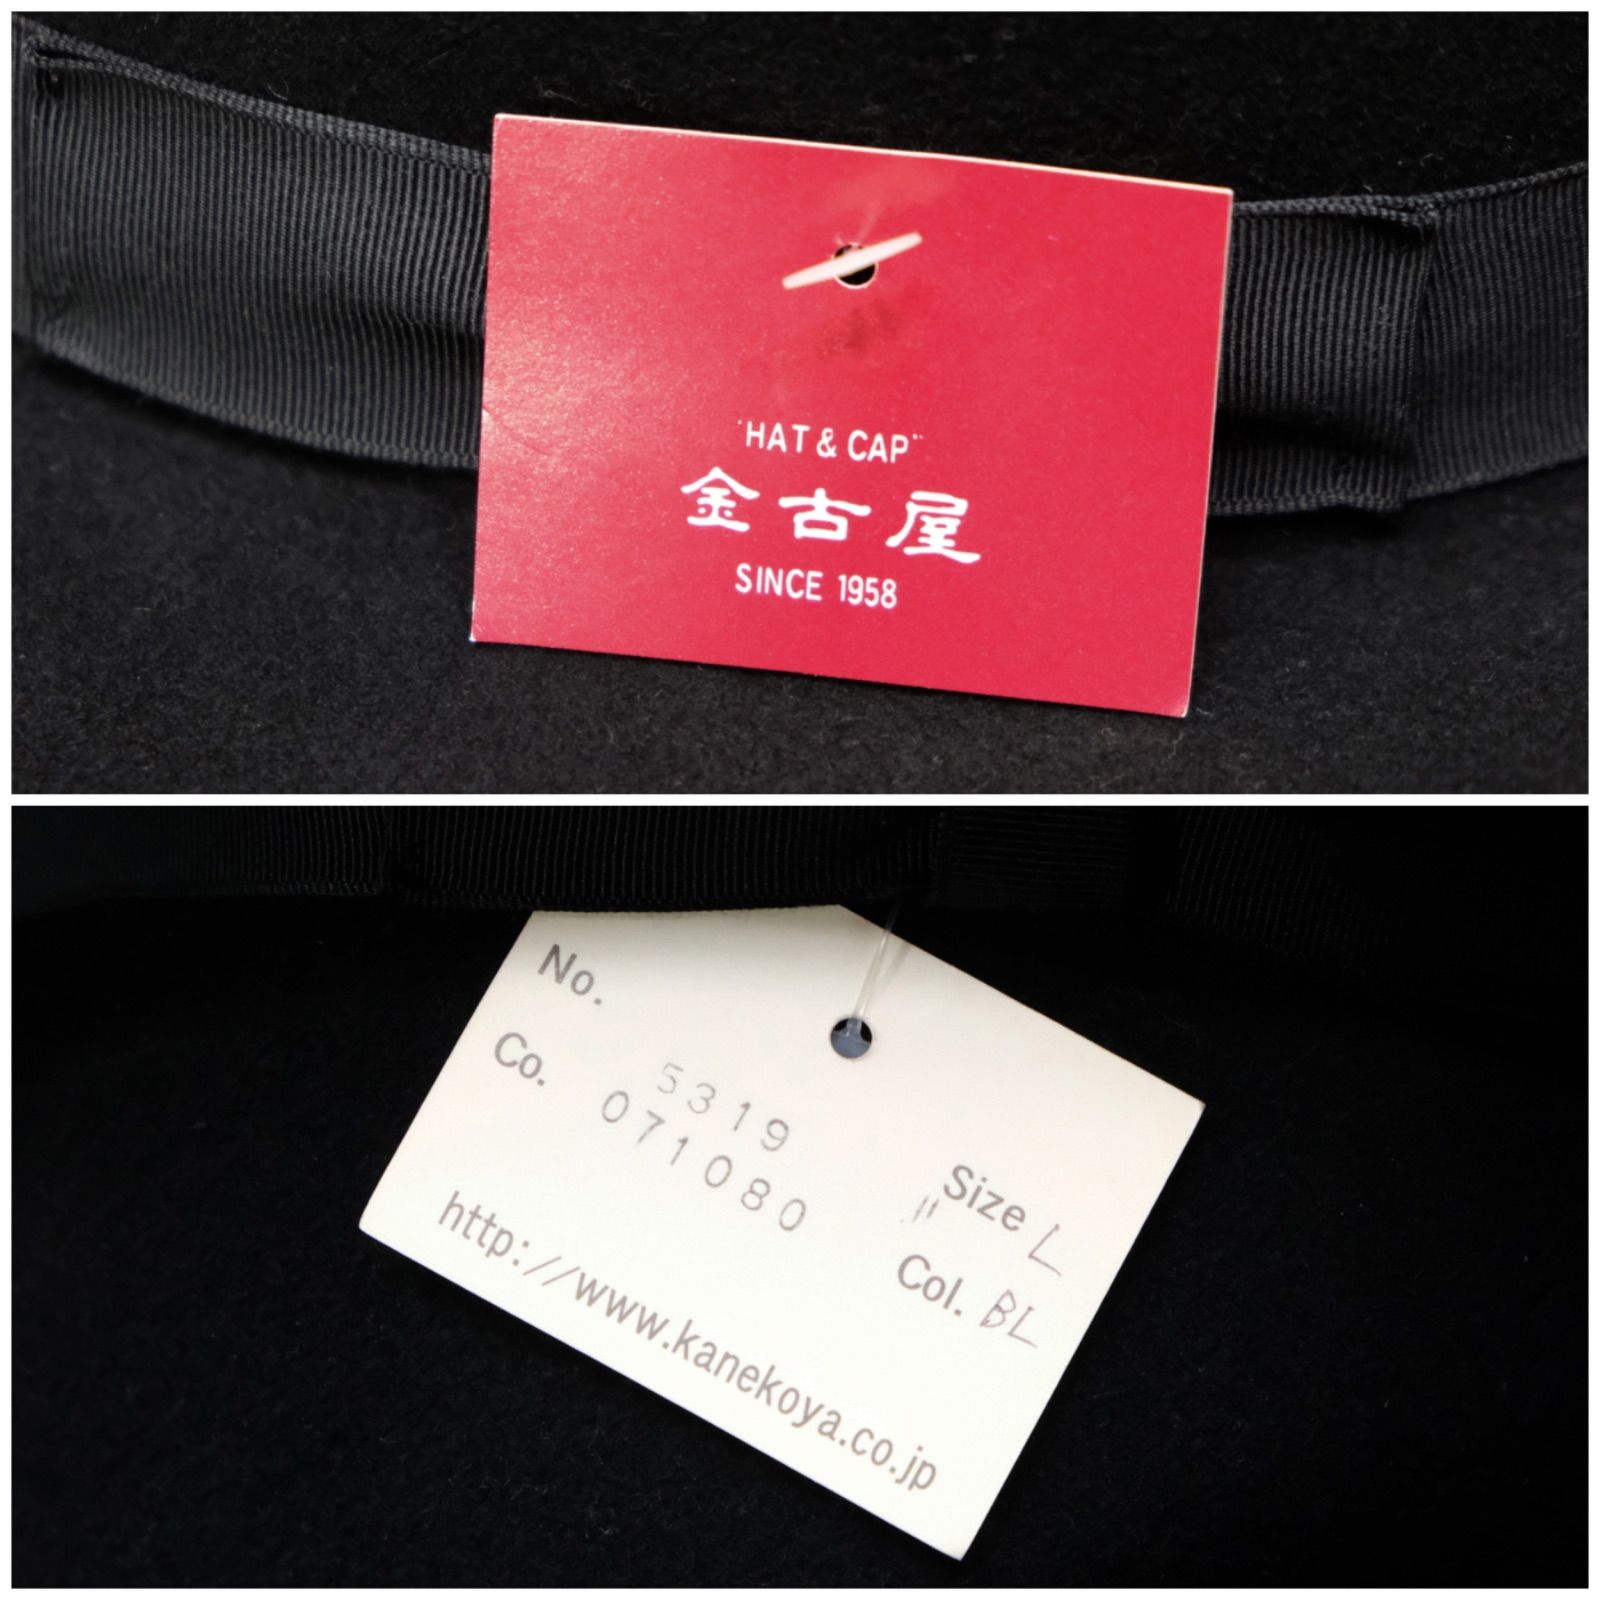 "HAT & CAP"
金古屋
SINCE 1958
No.
5319
Co.
071080
Size L
"
Col. BL
http://www.kanekoya.co.jp